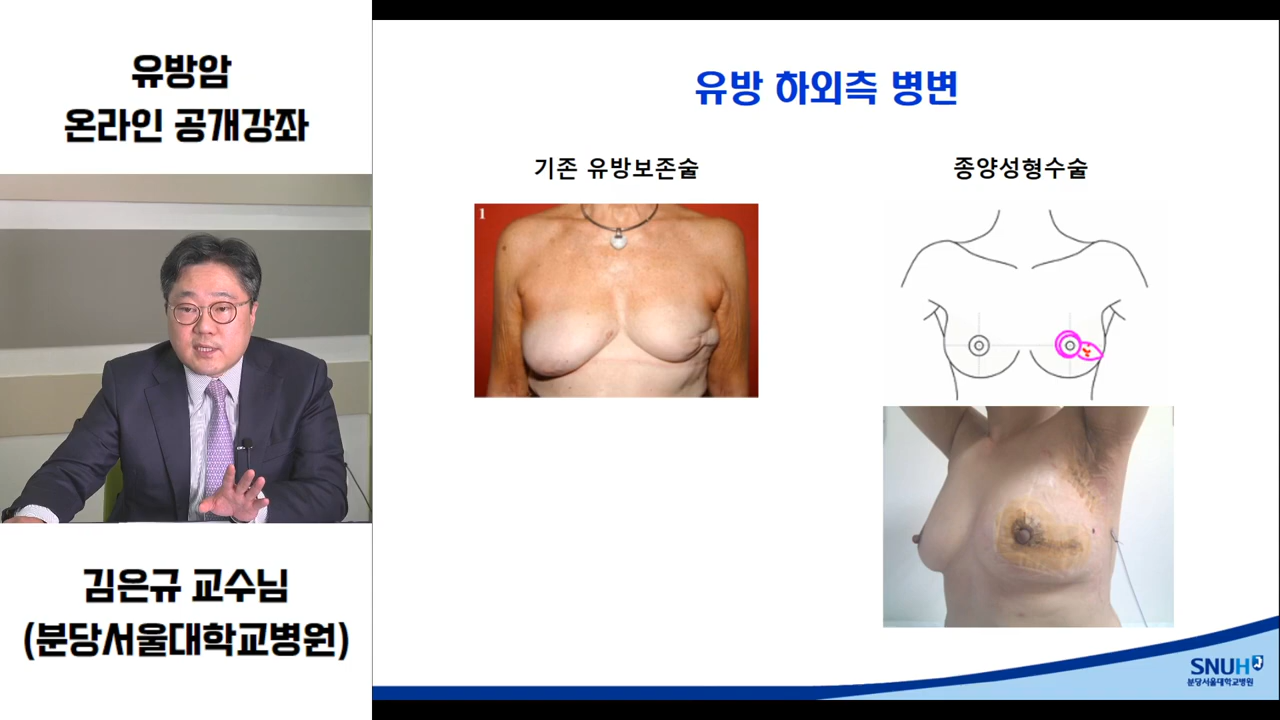 유방암
온라인 공개강좌
김은규 교수님
(분당서울대학교병원)
유방 하외측 병변
기존 유방보존술
종양성형수술
1
SNUH
분당서울대학교병원